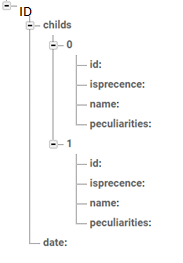 ID
childs
0
id:
isprecence:
name:
peculiarities:
1
id:
isprecence:
name:
peculiarities:
date: